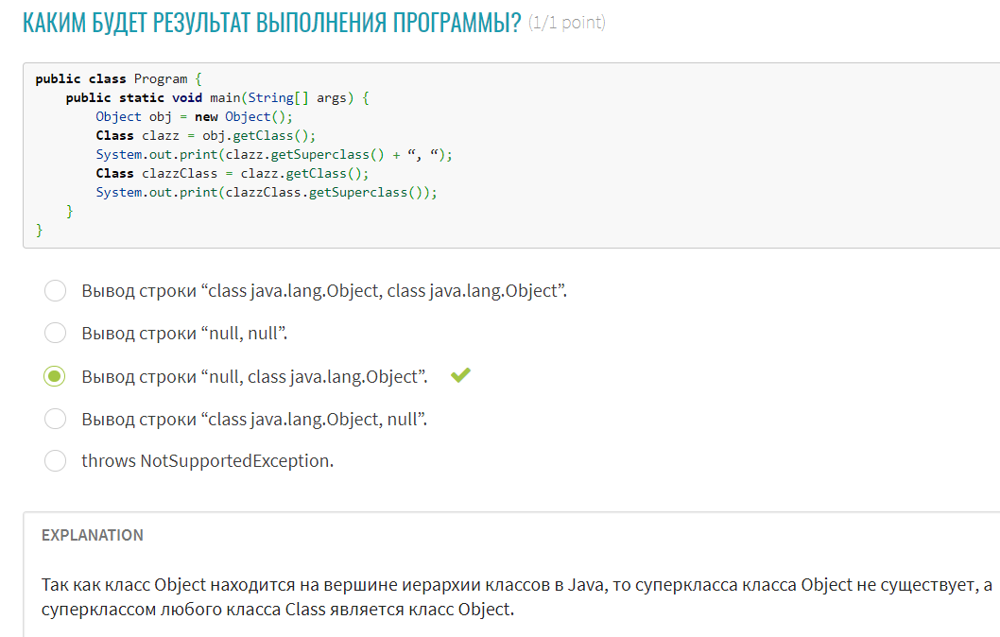 КАКИМ БУДЕТ РЕЗУЛЬТАТ ВЫПОЛНЕНИЯ ПРОГРАММЫ? (1/1 point)
public class Program {
    public static void main(String[] args) {
        Object obj = new Object();
        Class clazz = obj.getClass();
        System.out.print(clazz.getSuperclass() + “, “);
        Class clazzClass = clazz.getClass();
        System.out.print(clazzClass.getSuperclass());
    }
}
Вывод строки “class java.lang.Object, class java.lang.Object”.
Вывод строки “null, null”.
Вывод строки “null, class java.lang.Object”.
Вывод строки “class java.lang.Object, null”.
throws NotSupportedException.
EXPLANATION
Так как класс Object находится на вершине иерархии классов в Java, то суперкласса класса Object не существует, а
суперклассом любого класса Class является класс Object.